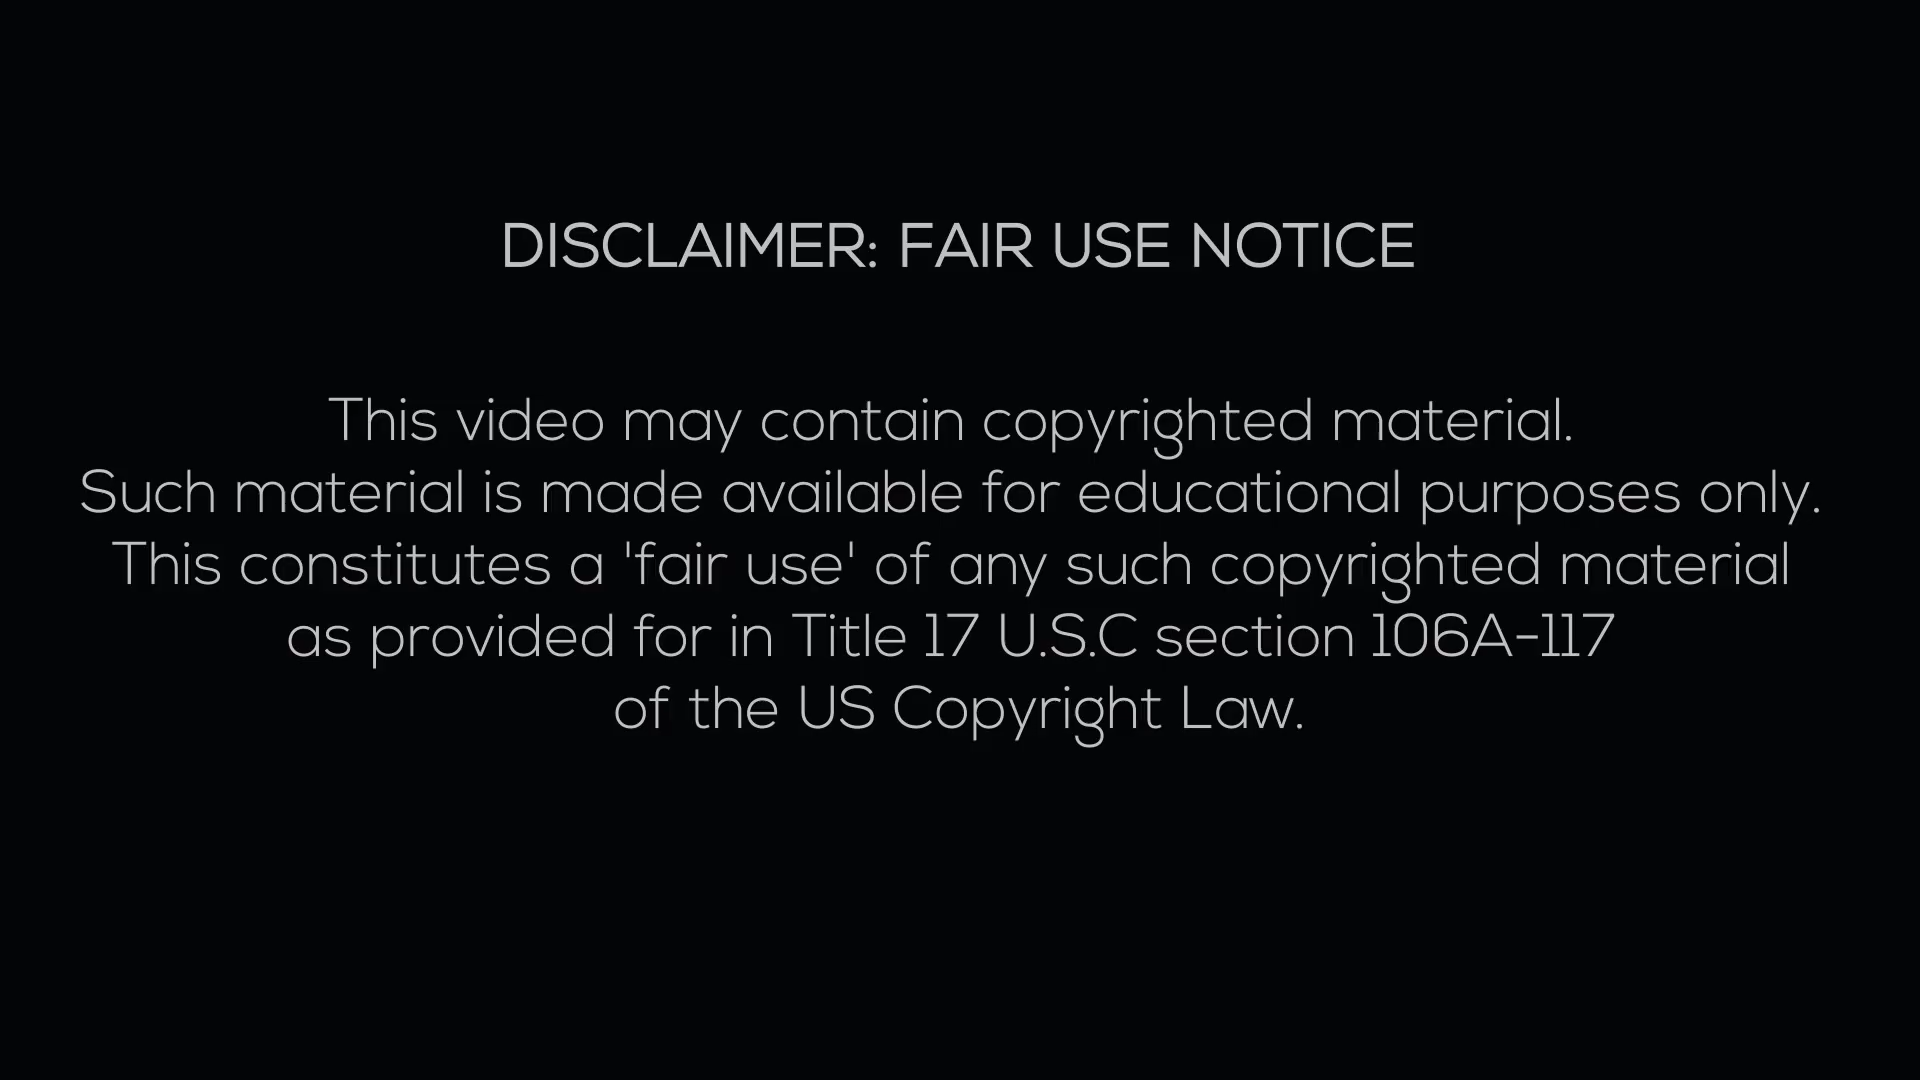 DISCLAIMER: FAIR USE NOTICE
This video may contain copyrighted material.
Such material is made available for educational purposes only.
This constitutes a 'fair use' of any such copyrighted material
as provided for in Title 17 U.S.C section 106A-117
of the US Copyright Law.